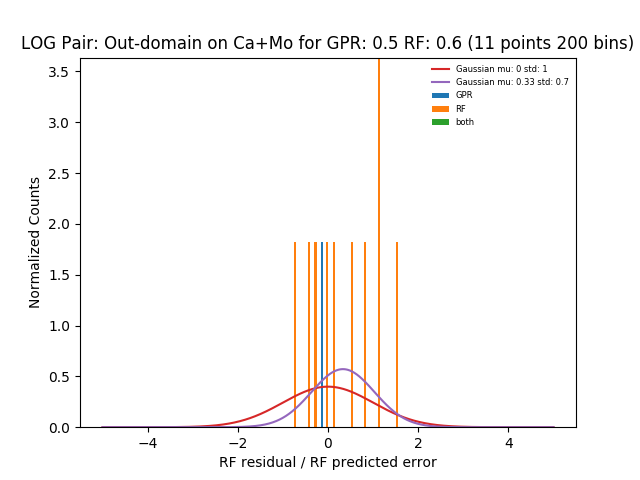 LOG Pair: Out-domain on Ca+Mo for GPR: 0.5 RF: 0.6 (11 points 200 bins)
Gaussian mu: 0 std: 1
Gaussian mu: 0.33 std: 0.7
GPR
RF
both
Normalized Counts
3.5
3.0
2.5
2.0
1.5
1.0
0.5
0.0
−4 −2 0 2 4
RF residual / RF predicted error